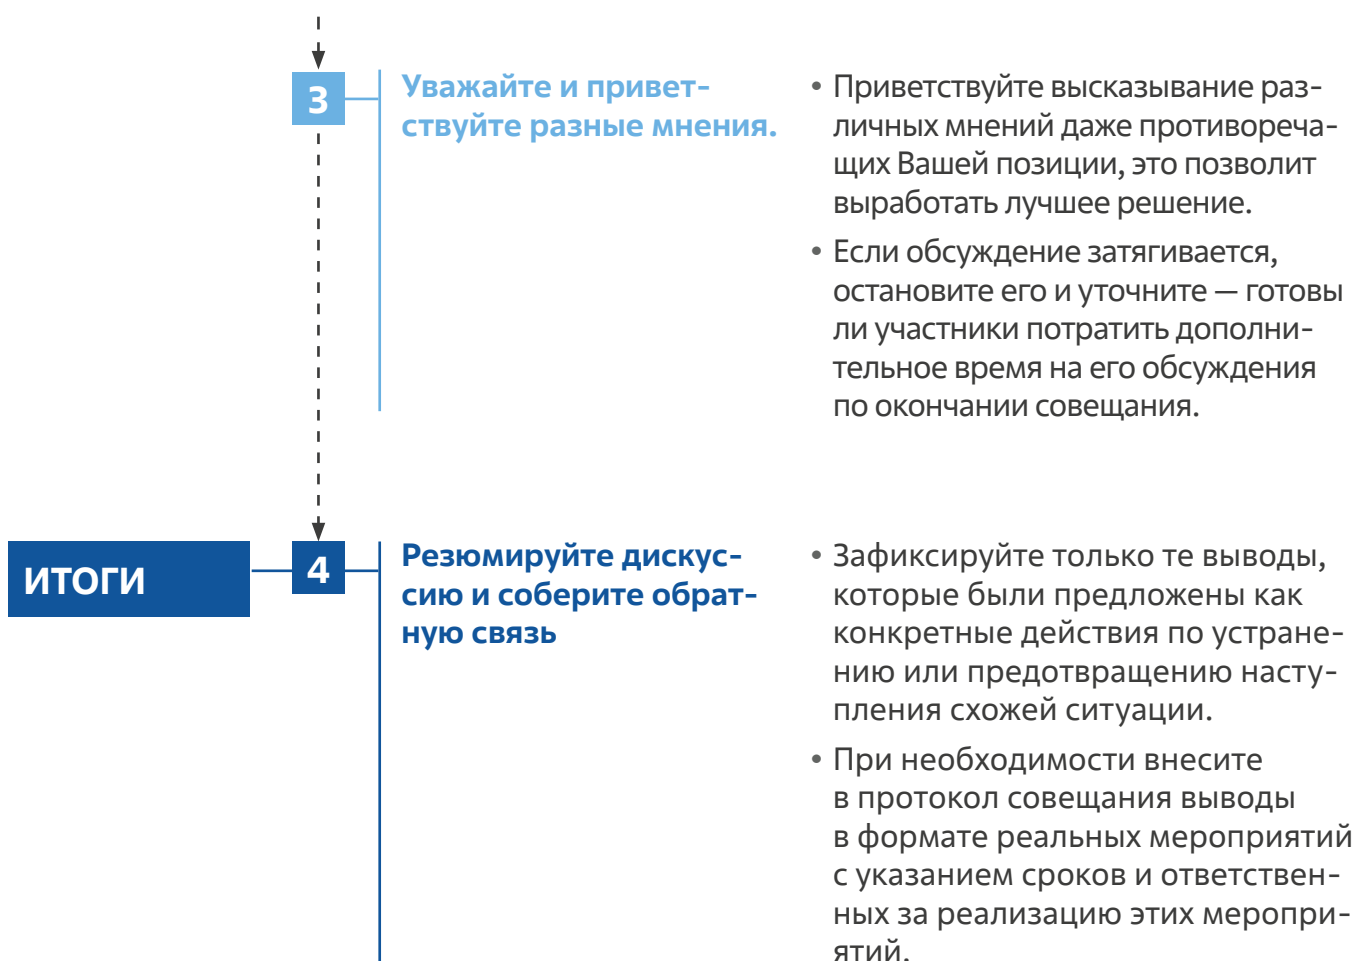 3
Уважайте и привет-
ствуйте разные мнения.
• Приветствуйте высказывание раз-
личных мнений даже противореча-
щих Вашей позиции, это позволит
выработать лучшее решение.
• Если обсуждение затягивается,
остановите его и уточните — готовы
ли участники потратить дополни-
тельное время на его обсуждения
по окончании совещания.
ИТОГИ
4
Резюмируйте дискус-
сию и соберите обрат-
ную связь
• Зафиксируйте только те выводы,
которые были предложены как
конкретные действия по устране-
нию или предотвращению насту-
пления схожей ситуации.
• При необходимости внесите
в протокол совещания выводы
в формате реальных мероприятий
с указанием сроков и ответствен-
ных за реализацию этих меропри-
ятий.